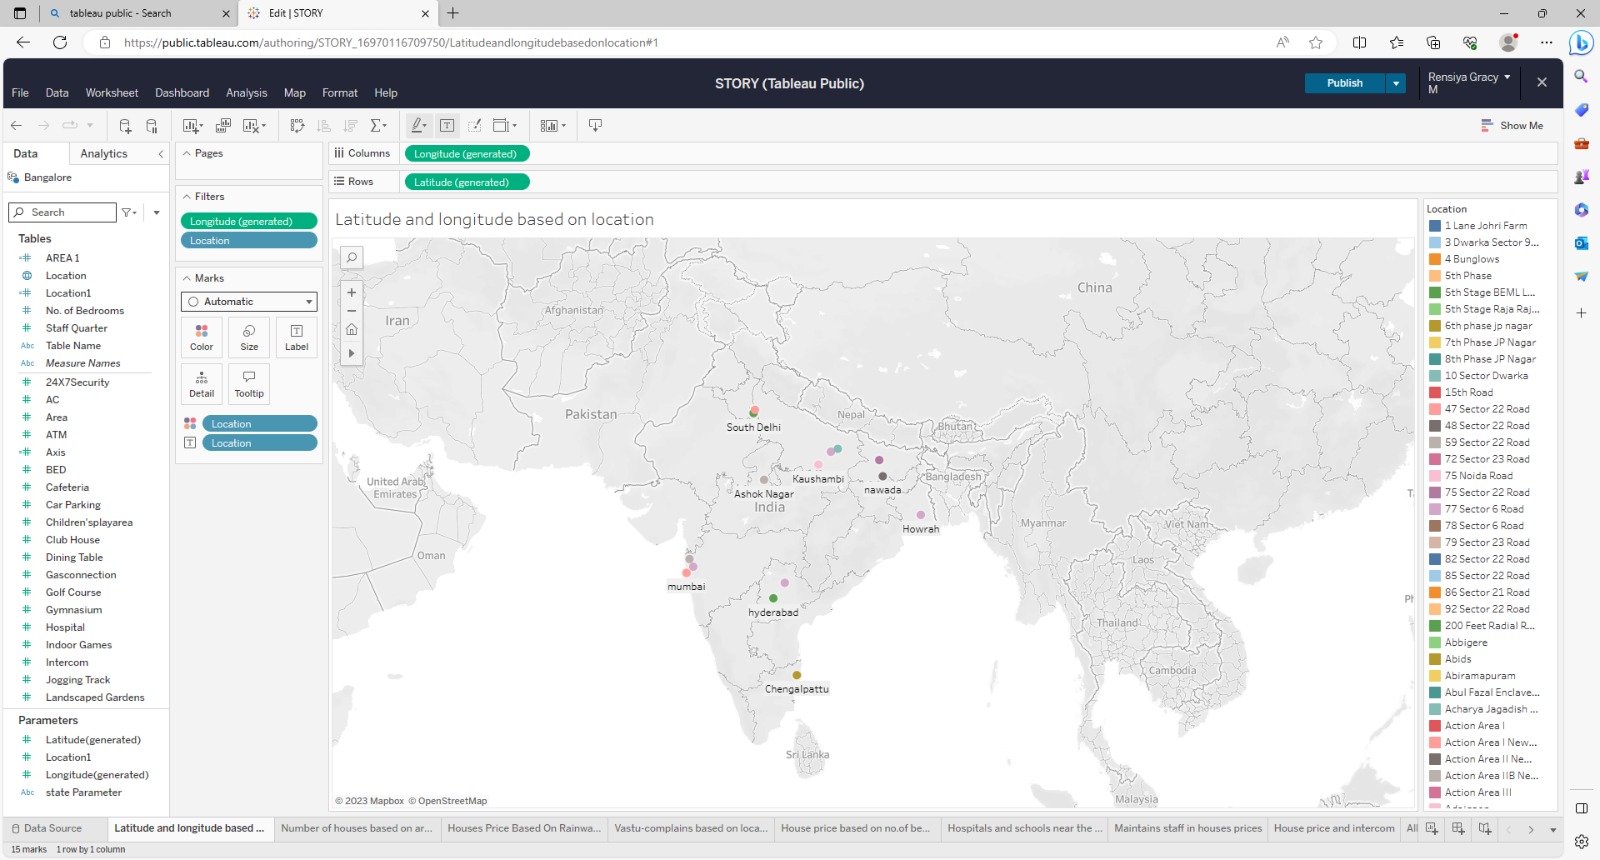 tableau public - Search
Edit | STORY
https://public.tableau.com/authoring/STORY_16970116709750/Latitudeandlongitudebasedonlocation#1
STORY (Tableau Public)
Publish
Rensiya Gracy M
File Data Worksheet Dashboard Analysis Map Format Help
Show Me
Data Analytics
Bangalore
Search
Tables
AREA 1
Location
Location1
No. of Bedrooms
Staff Quarter
Abc Table Name
Abc Measure Names
24X7Security
AC
Area
ATM
Axis
BED
Cafeteria
Car Parking
Children'splayarea
Club House
Dining Table
Gasconnection
Golf Course
Gymnasium
Hospital
Indoor Games
Intercom
Jogging Track
Landscaped Gardens
Parameters
Latitude(generated)
Location1
Longitude(generated)
Abc state Parameter
Pages
Filters
Longitude (generated)
Location
Marks
Automatic
Color Size Label
Detail Tooltip
Location
Location
Columns Longitude (generated)
Rows Latitude (generated)
Latitude and longitude based on location
China
Iran
Afghanistan
Pakistan
Nepal
Bhutan
South Delhi
Kaushambi
Bangladesh
United Arab
Emirates
Ashok Nagar
nawada
India
Howrah
Myanmar
Viet Nam
Oman
Laos
mumbai
hyderabad
Thailand
Cambodia
Chengalpattu
Sri Lanka
Malaysia
© 2023 Mapbox © OpenStreetMap
Location
1 Lane Johri Farm
3 Dwarka Sector 9...
4 Bunglows
5th Phase
5th Stage BEML L...
5th Stage Raja Raj...
6th phase jp nagar
7th Phase JP Nagar
8th Phase JP Nagar
10 Sector Dwarka
15th Road
47 Sector 22 Road
48 Sector 22 Road
59 Sector 22 Road
72 Sector 23 Road
75 Noida Road
75 Sector 22 Road
77 Sector 6 Road
78 Sector 6 Road
79 Sector 23 Road
82 Sector 22 Road
85 Sector 22 Road
86 Sector 21 Road
92 Sector 22 Road
200 Feet Radial R...
Abbigere
Abids
Abiramapuram
Abul Fazal Enclave...
Acharya Jagadish ...
Action Area I
Action Area I New...
Action Area II Ne...
Action Area IIB Ne...
Action Area III
Data Source
Latitude and longitude based ...
Number of houses based on ar...
Houses Price Based On Rainwa...
Vastu-complains based on loca...
House price based on no.of be...
Hospitals and schools near the ...
Maintains staff in houses prices
House price and intercom
All
15 marks 1 row by 1 column